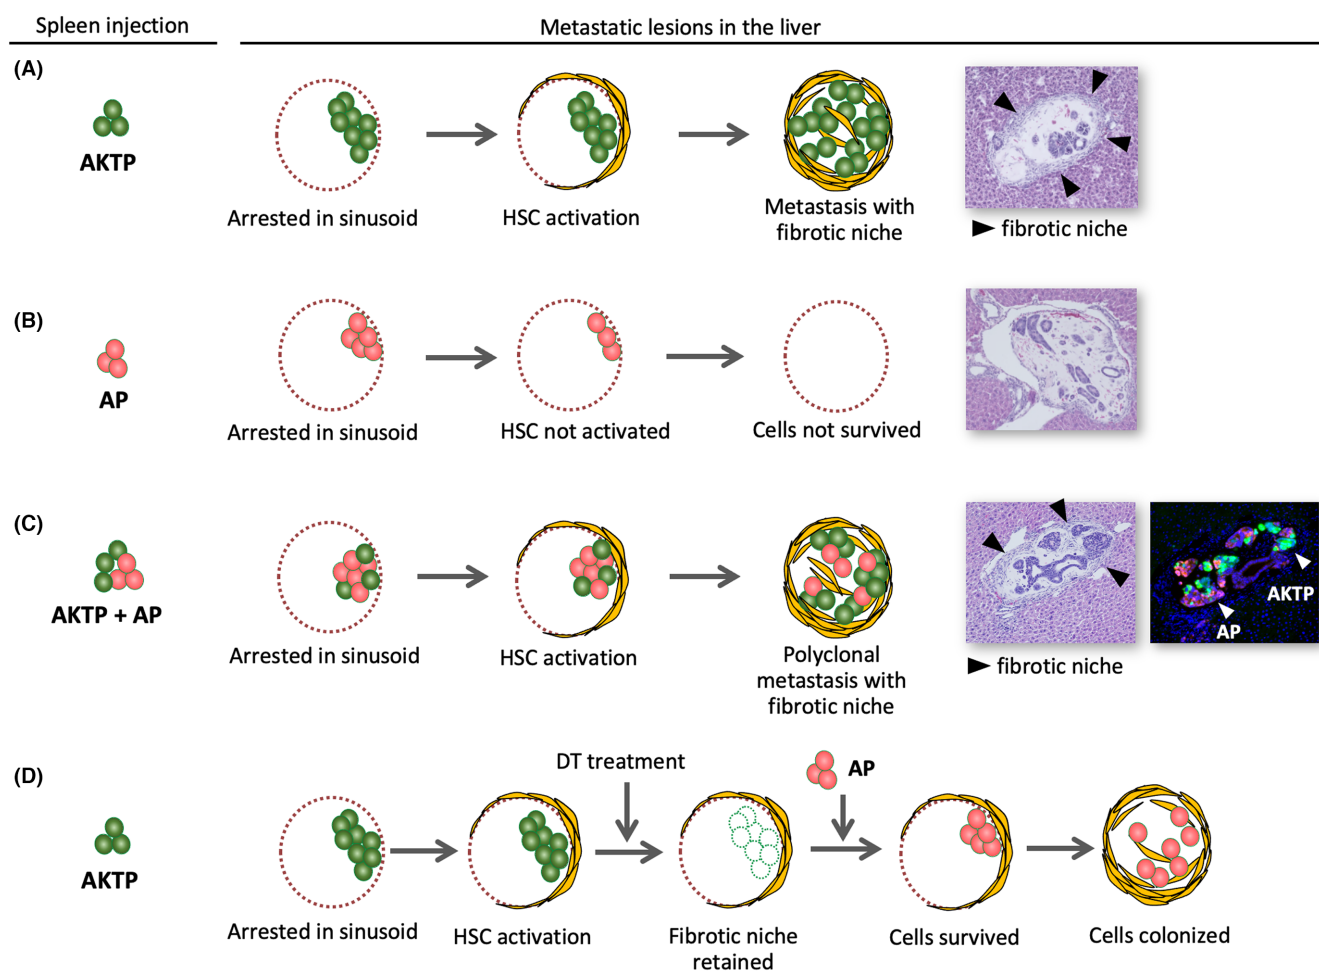 Spleen injection
Metastatic lesions in the liver
(A)
AKTP
Arrested in sinusoid
HSC activation
Metastasis with
fibrotic niche
fibrotic niche
(B)
AP
Arrested in sinusoid
HSC not activated
Cells not survived
(C)
AKTP + AP
Arrested in sinusoid
HSC activation
Polyclonal
metastasis with
fibrotic niche
fibrotic niche
AKTP
AP
(D)
AKTP
Arrested in sinusoid
HSC activation
DT treatment
Fibrotic niche
retained
AP
Cells survived
Cells colonized